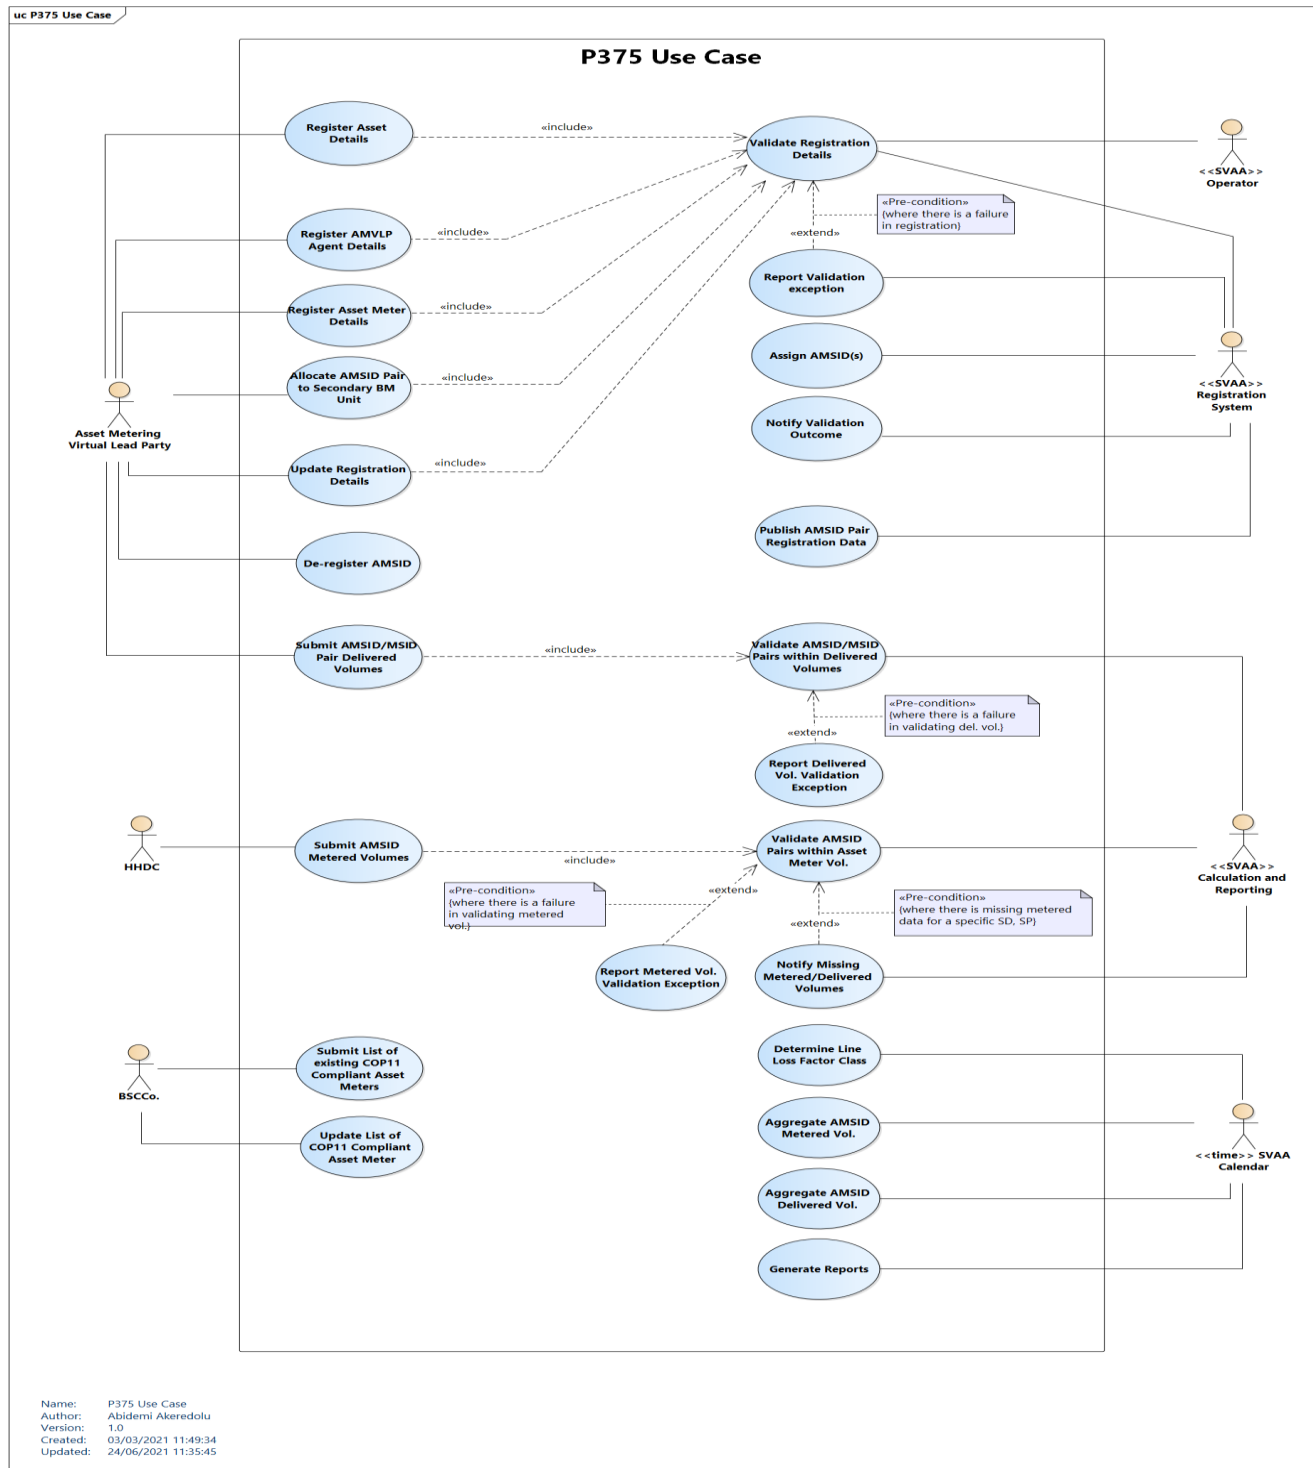 uc P375 Use Case
P375 Use Case
Register Asset
Details
«include»
Validate Registration
Details
<<SVAA>>
Operator
«Pre-condition»
{where there is a failure
in registration}
Register AMVLP
Agent Details
«include»
«extend»
Report Validation
exception
Register Asset Meter
Details
«include»
Assign AMSID(s)
<<SVAA>>
Registration
System
Allocate AMSID Pair
to Secondary BM
Unit
«include»
Asset Metering
Virtual Lead Party
Notify Validation
Outcome
Update Registration
Details
«include»
Publish AMSID Pair
Registration Data
De-register AMSID
Submit AMSID/MSID
Pair Delivered
Volumes
«include»
Validate AMSID/MSID
Pairs within Delivered
Volumes
«Pre-condition»
{where there is a failure
in validating del. vol.}
«extend»
Report Delivered
Vol. Validation
Exception
HHDC
Submit AMSID
Metered Volumes
«include»
Validate AMSID
Pairs within Asset
Meter Vol.
<<SVAA>>
Calculation and
Reporting
«Pre-condition»
{where there is a failure
in validating metered
vol.}
«extend»
«Pre-condition»
{where there is missing metered
data for a specific SD, SP}
«extend»
Report Metered Vol.
Validation Exception
Notify Missing
Metered/Delivered
Volumes
BSCCo.
Submit List of
existing COP11
Compliant Asset
Meters
Determine Line
Loss Factor Class
Update List of
COP11 Compliant
Asset Meter
Aggregate AMSID
Metered Vol.
<<time>> SVAA
Calendar
Aggregate AMSID
Delivered Vol.
Generate Reports
Name: P375 Use Case
Author: Abidemi Akeredolu
Version: 1.0
Created: 03/03/2021 11:49:34
Updated: 24/06/2021 11:35:45